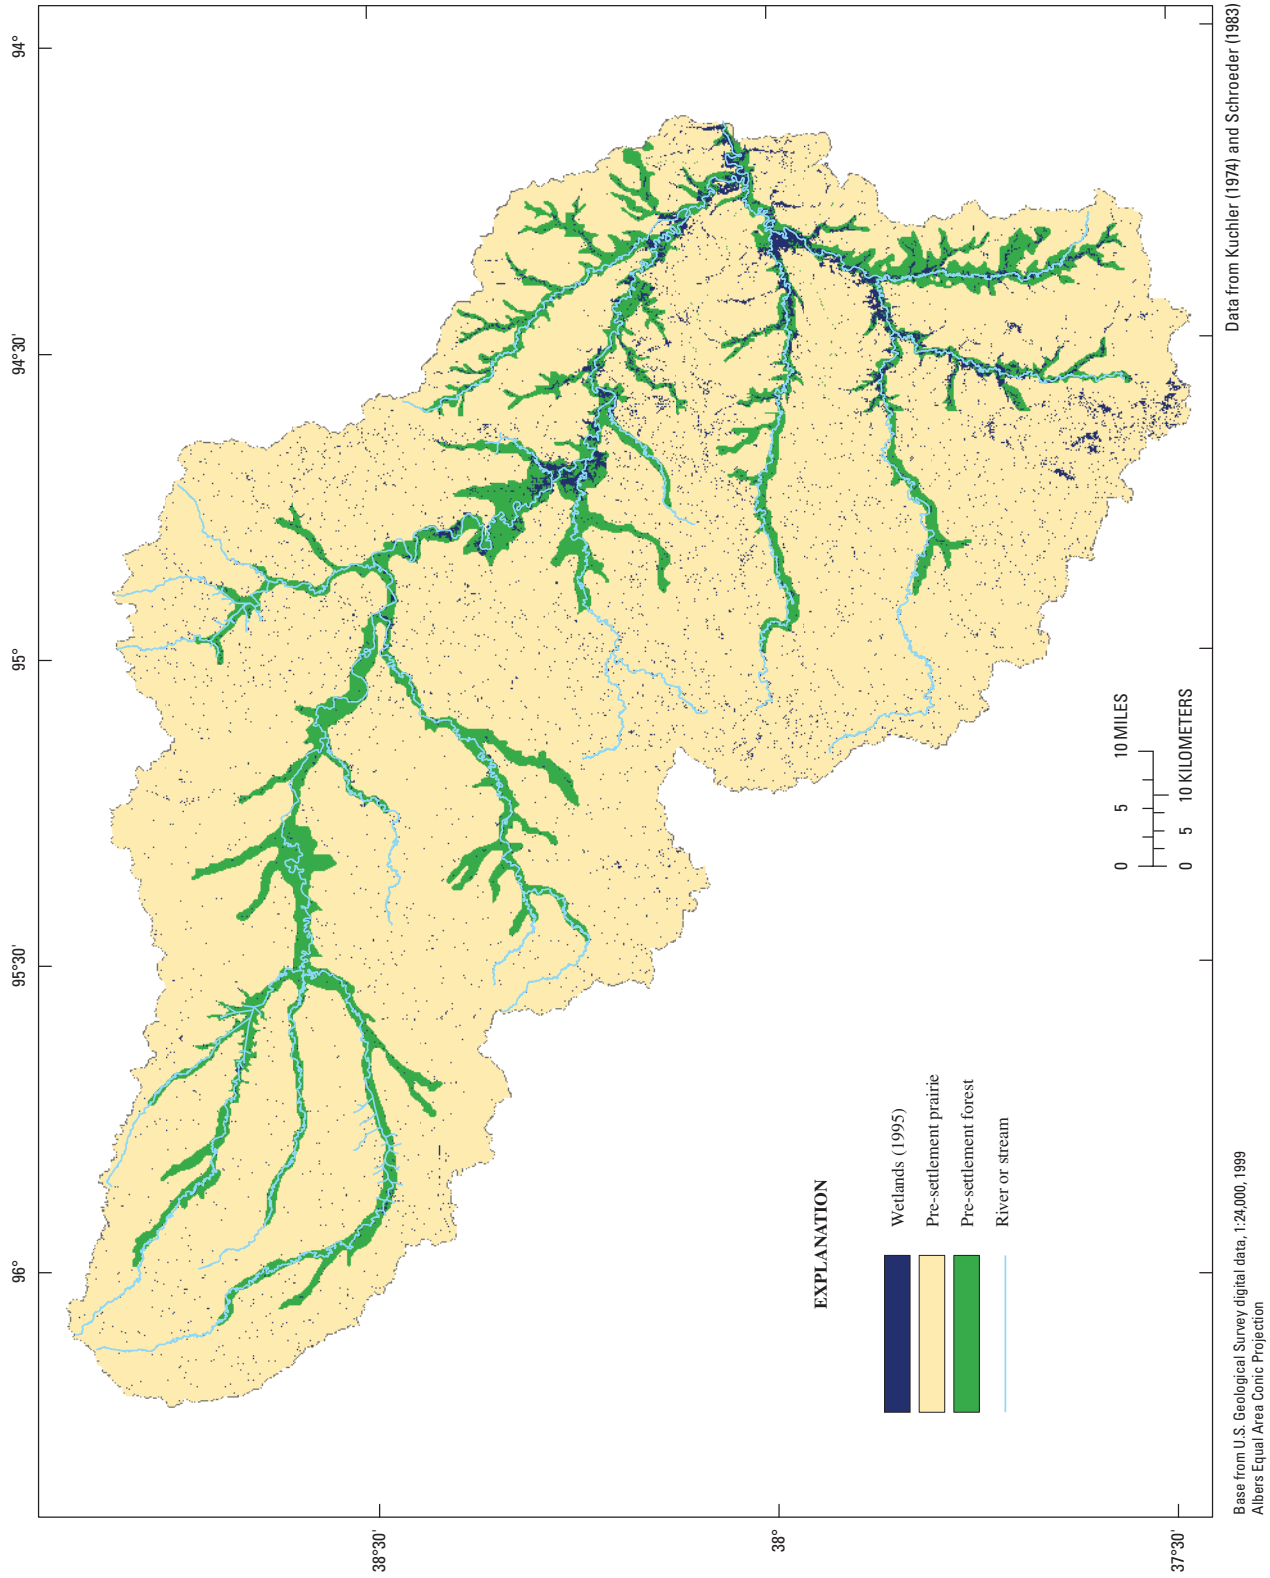 96°
95°30'
95°
94°30'
94°
38°30'
38°
37°30'
EXPLANATION
Wetlands (1995)
Pre-settlement prairie
Pre-settlement forest
River or stream
0 5 10 MILES
0 5 10 KILOMETERS
Base from U.S. Geological Survey digital data, 1:24,000, 1999
Albers Equal Area Conic Projection
Data from Kuchler (1974) and Schroeder (1983)